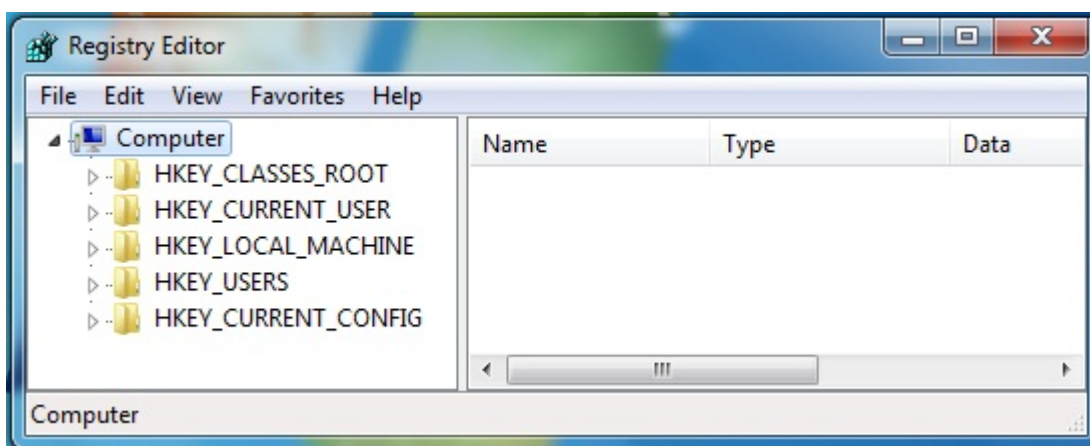 Registry Editor
File Edit View Favorites Help
Computer
HKEY_CLASSES_ROOT
HKEY_CURRENT_USER
HKEY_LOCAL_MACHINE
HKEY_USERS
HKEY_CURRENT_CONFIG
Name Type Data
Computer